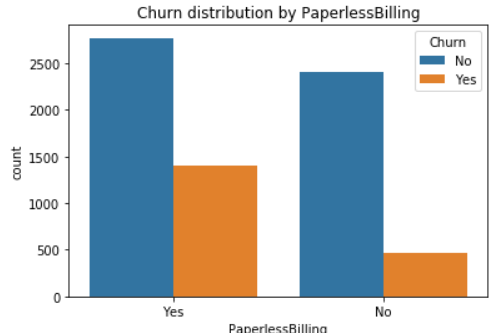 Churn distribution by PaperlessBilling
Churn
No
Yes
count
2500
2000
1500
1000
500
0
Yes
No
PaperlessBilling